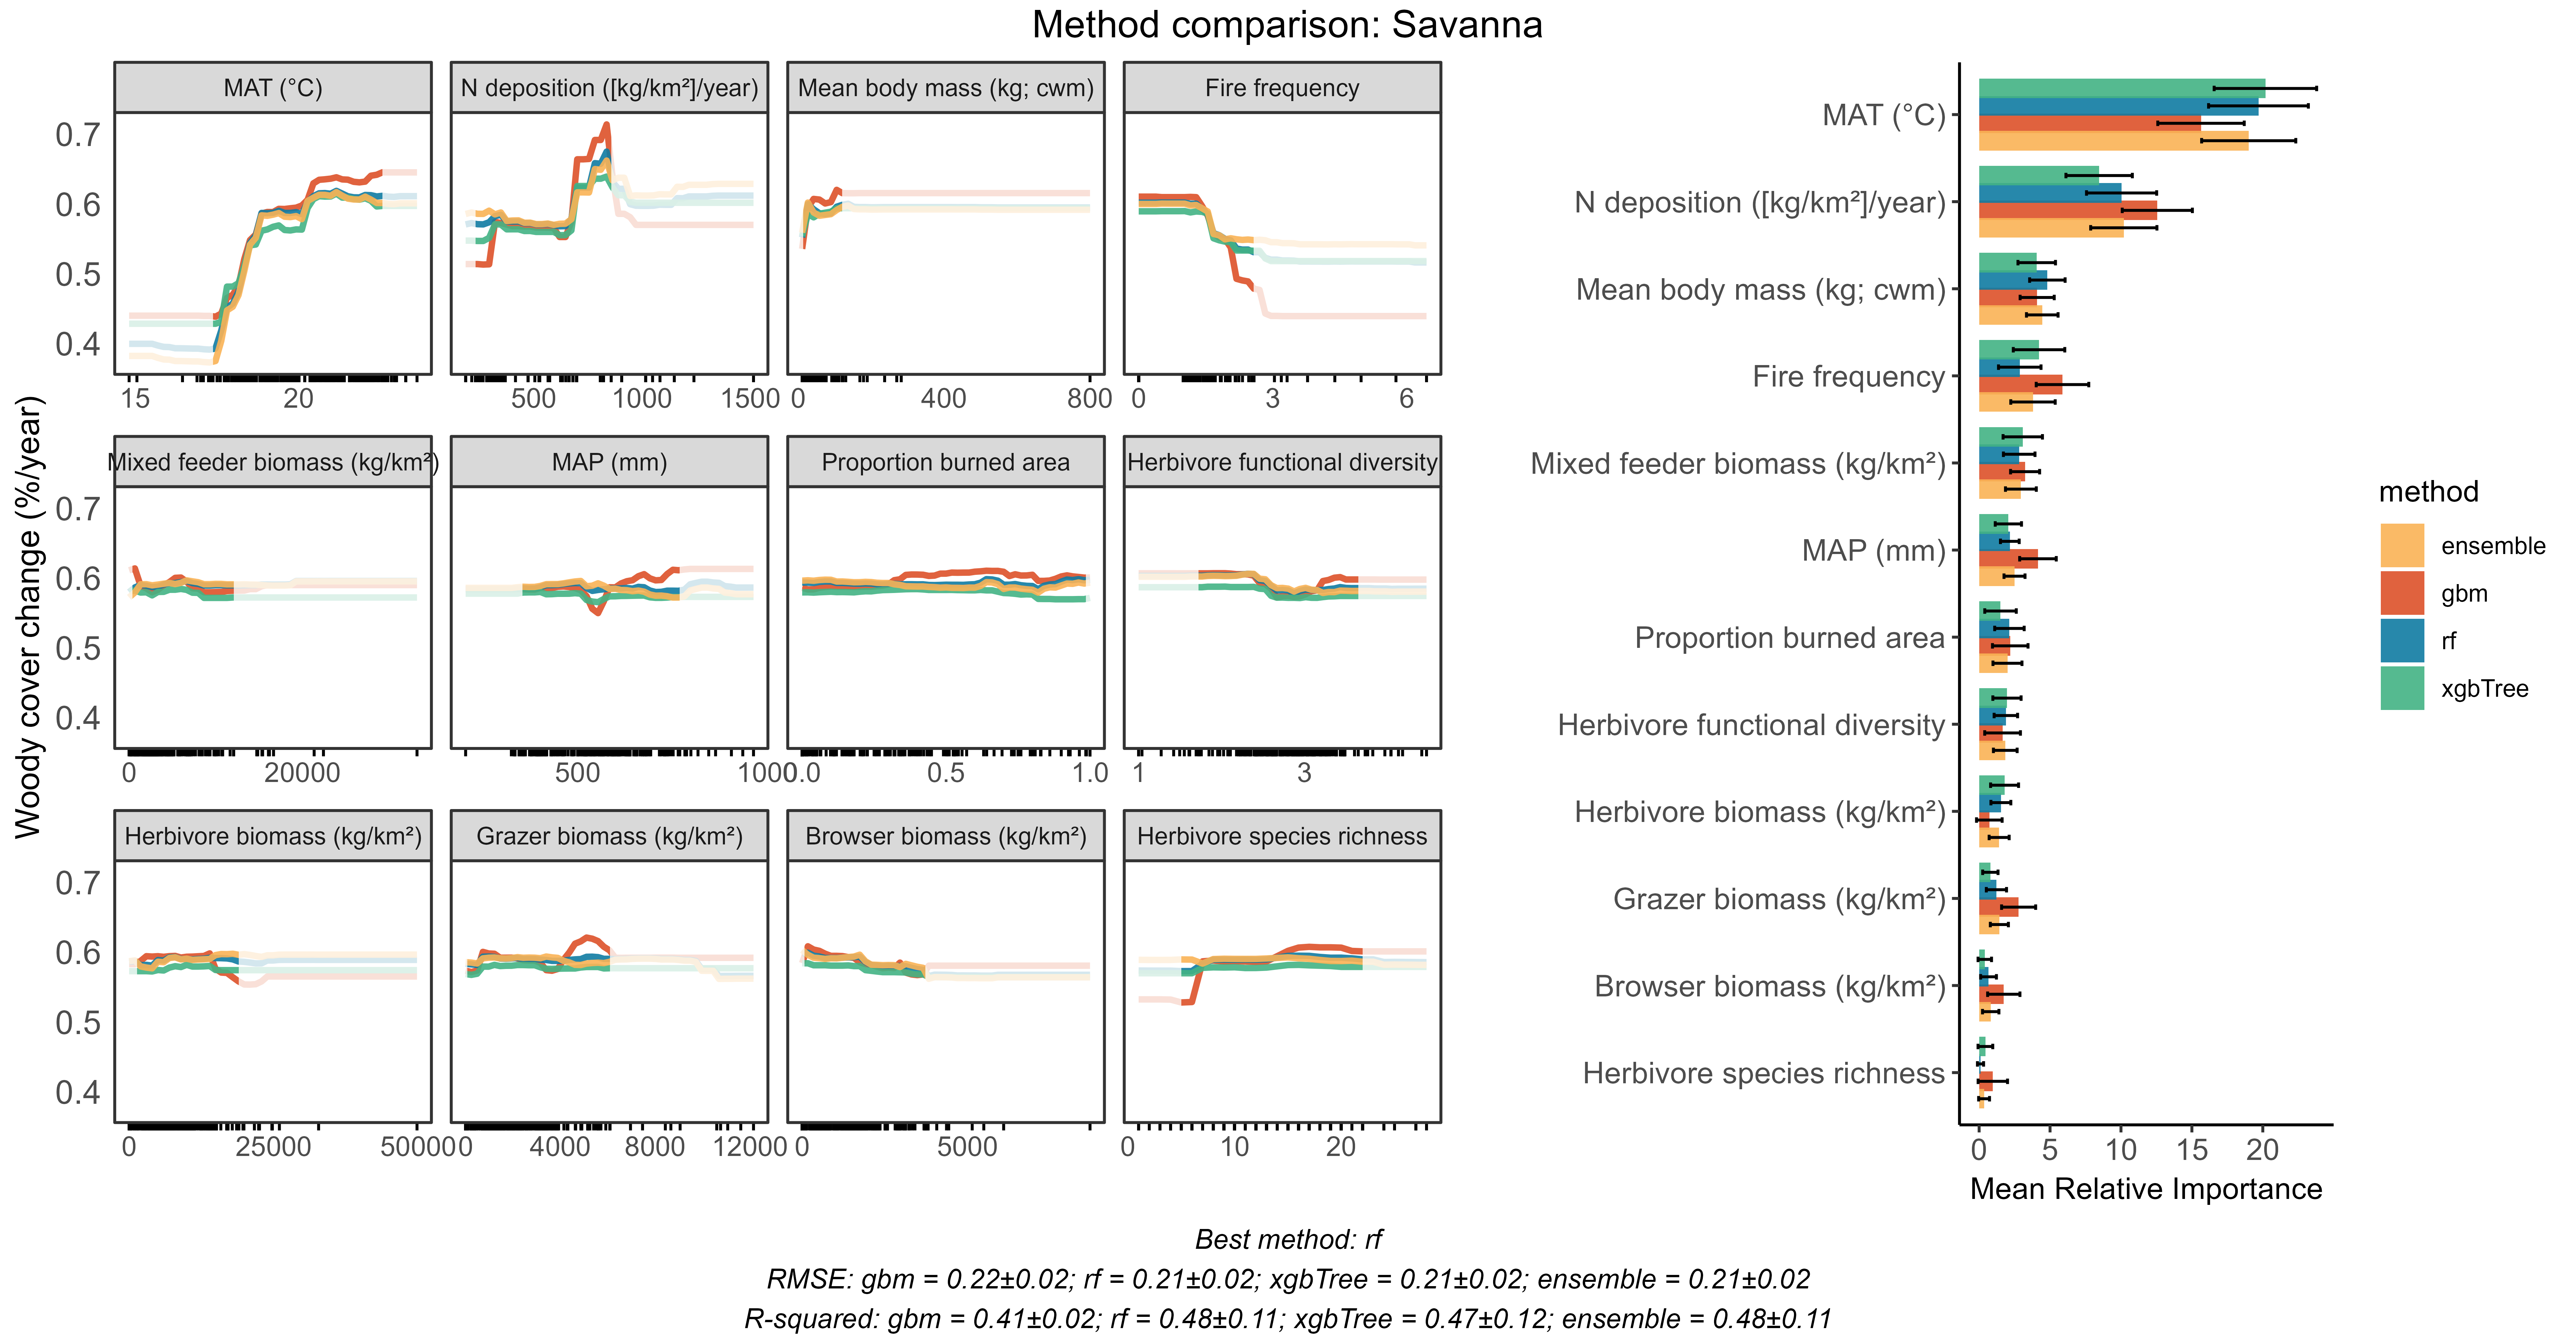 Method comparison: Savanna
MAT (°C)
N deposition ([kg/km²]/year)
Mean body mass (kg; cwm)
Fire frequency
0.7
0.6
0.5
0.4
15
20
500
1000
1500
0
400
800
0
3
6
Woody cover change (%/year)
Mixed feeder biomass (kg/km²)
MAP (mm)
Proportion burned area
Herbivore functional diversity
0.7
0.6
0.5
0.4
0
20000
500
1000
0.0
0.5
1.0
1
3
Herbivore biomass (kg/km²)
Grazer biomass (kg/km²)
Browser biomass (kg/km²)
Herbivore species richness
0.7
0.6
0.5
0.4
0
25000
50000
0
4000
8000
12000
0
5000
0
10
20
MAT (°C)
N deposition ([kg/km²]/year)
Mean body mass (kg; cwm)
Fire frequency
Mixed feeder biomass (kg/km²)
MAP (mm)
Proportion burned area
Herbivore functional diversity
Herbivore biomass (kg/km²)
Grazer biomass (kg/km²)
Browser biomass (kg/km²)
Herbivore species richness
0
5
10
15
20
Mean Relative Importance
method
ensemble
gbm
rf
xgbTree
Best method: rf
RMSE: gbm = 0.22±0.02; rf = 0.21±0.02; xgbTree = 0.21±0.02; ensemble = 0.21±0.02
R-squared: gbm = 0.41±0.02; rf = 0.48±0.11; xgbTree = 0.47±0.12; ensemble = 0.48±0.11